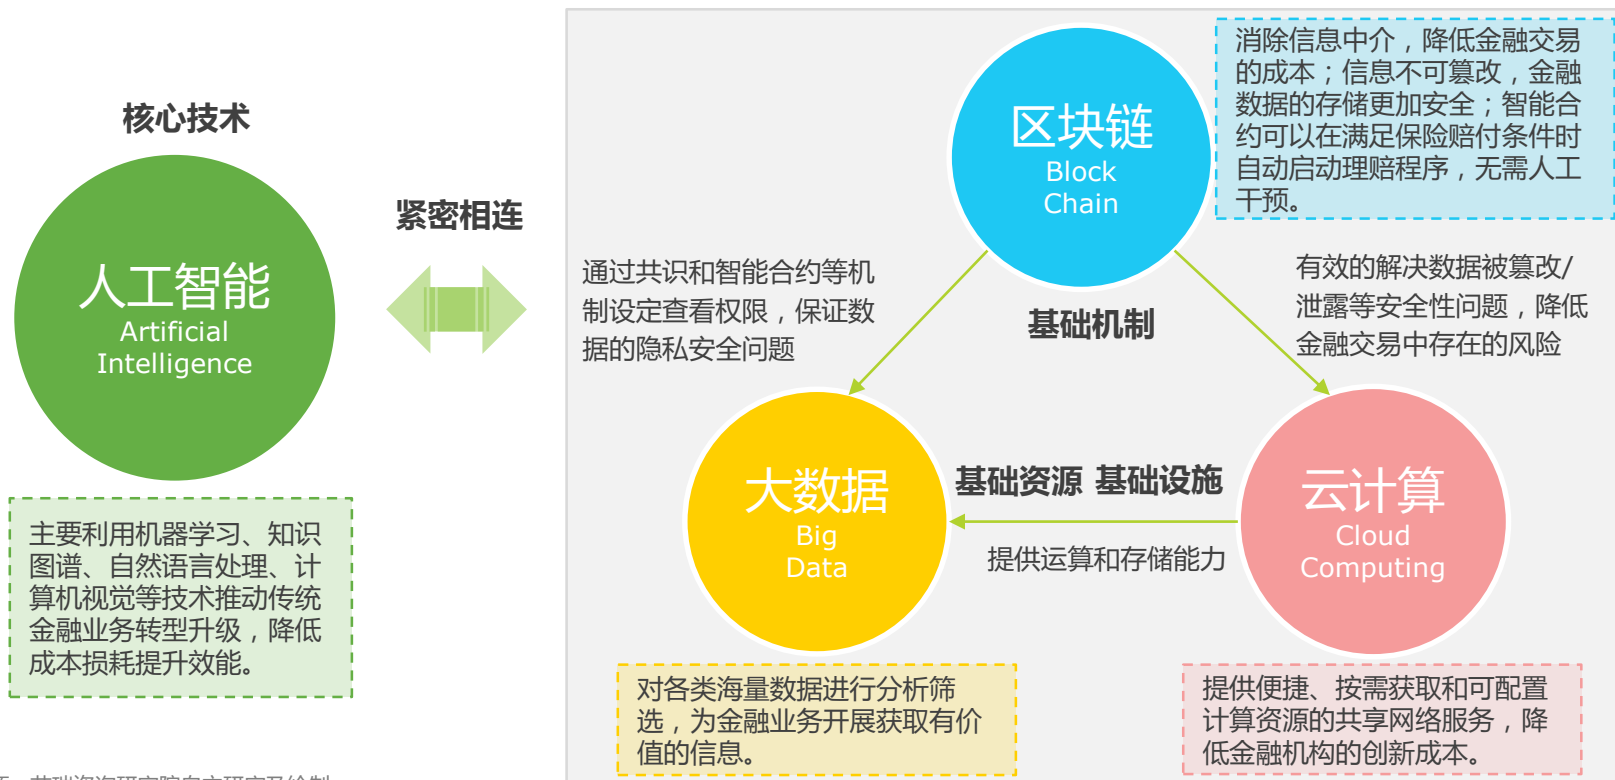 核心技术
人工智能
Artificial
Intelligence
主要利用机器学习、知识
图谱、自然语言处理、计
算机视觉等技术推动传统
金融业务转型升级，降低
成本损耗提升效能。
紧密相连
区块链
Block
Chain
消除信息中介，降低金融交易
的成本；信息不可篡改，金融
数据的存储更加安全；智能合
约可以在满足保险赔付条件时
自动启动理赔程序，无需人工
干预。
通过共识和智能合约等机
制设定查看权限，保证数
据的隐私安全问题
基础机制
有效的解决数据被篡改/
泄露等安全性问题，降低
金融交易中存在的风险
大数据
Big
Data
基础资源 基础设施
提供运算和存储能力
云计算
Cloud
Computing
对各类海量数据进行分析筛
选，为金融业务开展获取有价
值的信息。
提供便捷、按需获取和可配置
计算资源的共享网络服务，降
低金融机构的创新成本。